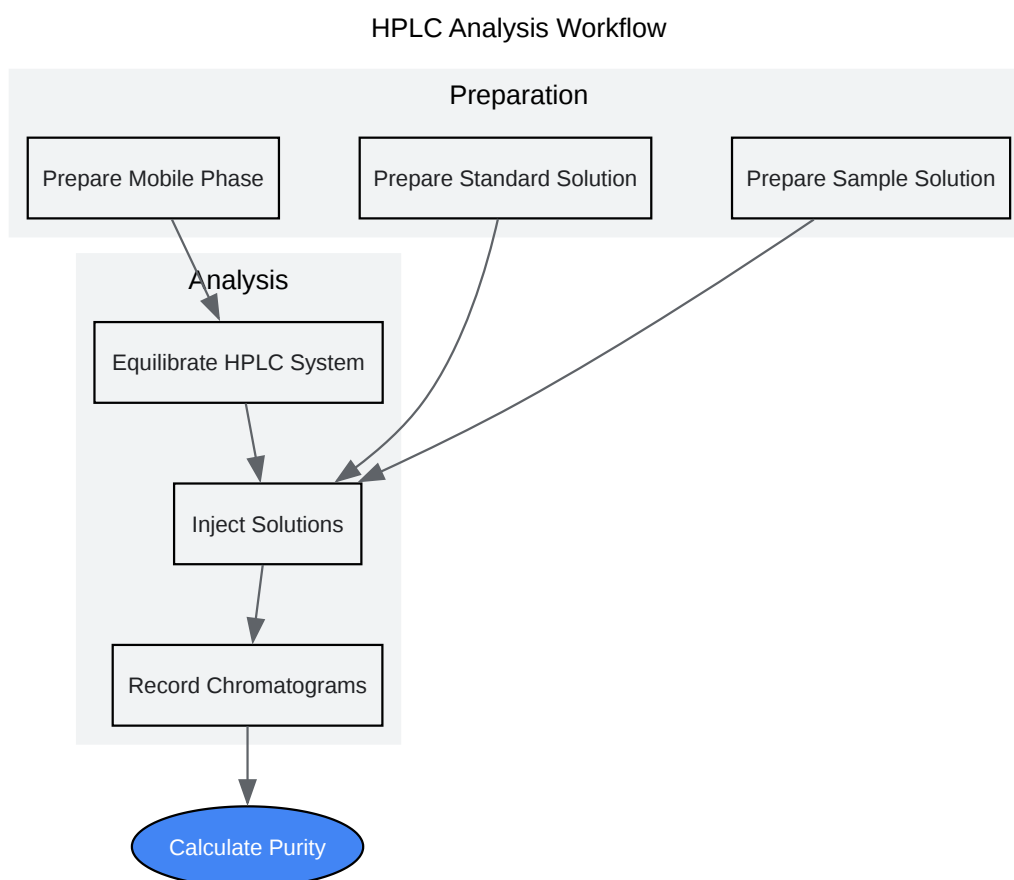 HPLC Analysis Workflow
Preparation
Prepare Mobile Phase
Prepare Standard Solution
Prepare Sample Solution
Analysis
Equilibrate HPLC System
Inject Solutions
Record Chromatograms
Calculate Purity